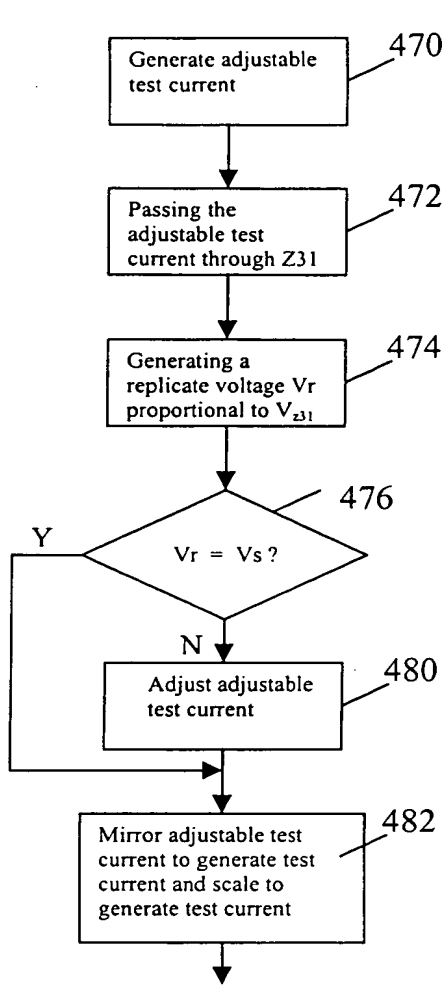 470
Generate adjustable
test current
472
Passing the
adjustable test
current through Z31
474
Generating a
replicate voltage Vr
proportional to Vz31
476
Vr = Vs ?
Y
N
480
Adjust adjustable
test current
482
Mirror adjustable test
current to generate test
current and scale to
generate test current